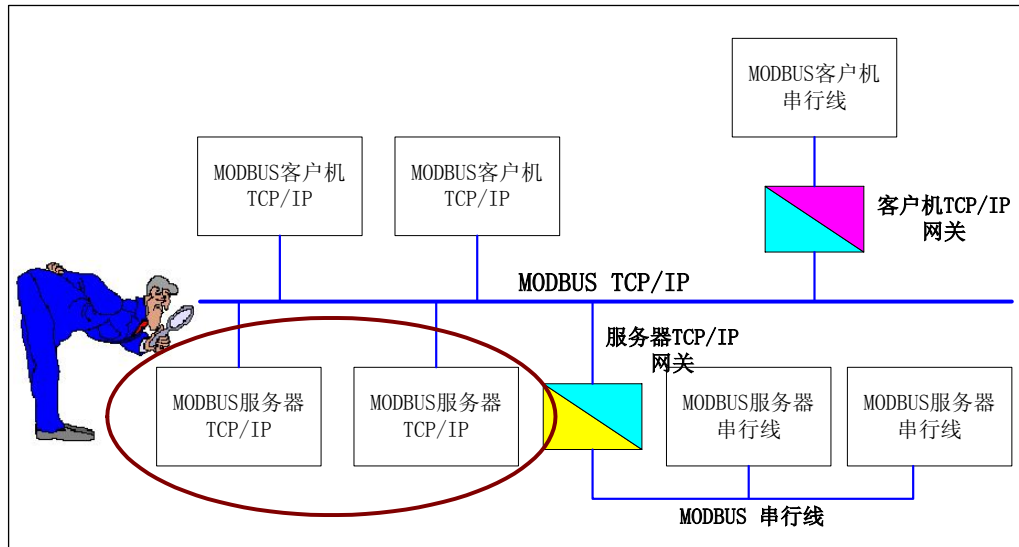 MODBUS客户机
串行线
MODBUS客户机
TCP/IP
MODBUS客户机
TCP/IP
客户机TCP/IP
网关
MODBUS TCP/IP
服务器TCP/IP
网关
MODBUS服务器
TCP/IP
MODBUS服务器
TCP/IP
MODBUS服务器
串行线
MODBUS服务器
串行线
MODBUS 串行线